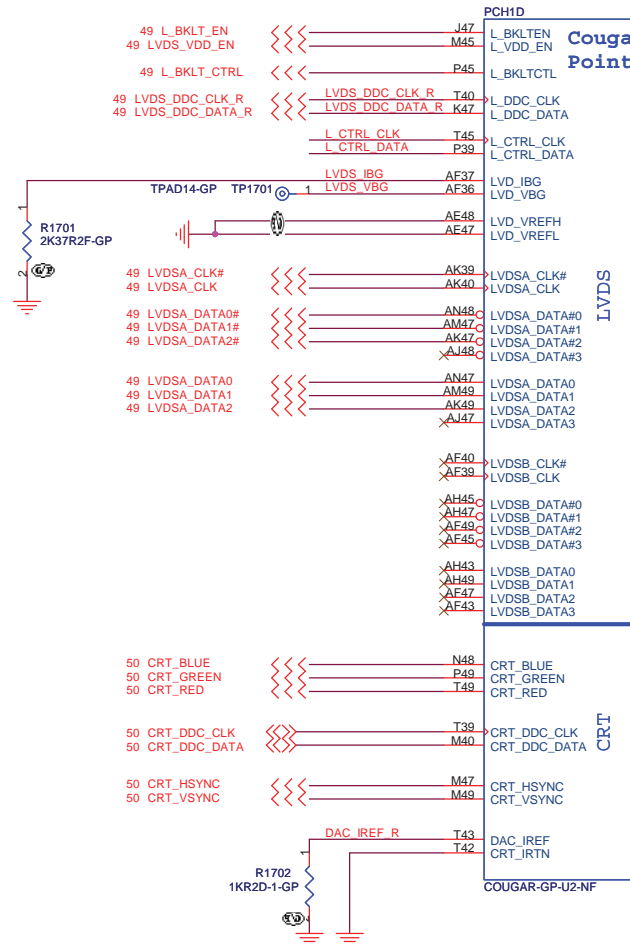 PCH1D
49 L_BKLT_EN J47 L_BKLTEN
49 LVDS_VDD_EN M45 L_VDD_EN
Couga
Point
49 L_BKLT_CTRL P45 L_BKLTCTL
49 LVDS_DDC_CLK_R LVDS_DDC_CLK_R T40 L_DDC_CLK
49 LVDS_DDC_DATA_R LVDS_DDC_DATA_R K47 L_DDC_DATA
L_CTRL_CLK T45 L_CTRL_CLK
L_CTRL_DATA P39 L_CTRL_DATA
LVDS_IBG AF37 LVD_IBG
TPAD14-GP TP1701 1 LVDS_VBG AF36 LVD_VBG
1
R1701
2K37R2F-GP
2
AE48 LVD_VREFH
AE47 LVD_VREFL
LVDS
49 LVDSA_CLK# AK39 LVDSA_CLK#
49 LVDSA_CLK AK40 LVDSA_CLK
49 LVDSA_DATA0# AN48 LVDSA_DATA#0
49 LVDSA_DATA1# AM47 LVDSA_DATA#1
49 LVDSA_DATA2# AK47 LVDSA_DATA#2
AJ48 LVDSA_DATA#3
49 LVDSA_DATA0 AN47 LVDSA_DATA0
49 LVDSA_DATA1 AM49 LVDSA_DATA1
49 LVDSA_DATA2 AK49 LVDSA_DATA2
AJ47 LVDSA_DATA3
AF40 LVDSB_CLK#
AF39 LVDSB_CLK
AH45 LVDSB_DATA#0
AH47 LVDSB_DATA#1
AF49 LVDSB_DATA#2
AF45 LVDSB_DATA#3
AH43 LVDSB_DATA0
AH49 LVDSB_DATA1
AF47 LVDSB_DATA2
AF43 LVDSB_DATA3
50 CRT_BLUE N48 CRT_BLUE
50 CRT_GREEN P49 CRT_GREEN
50 CRT_RED T49 CRT_RED
CRT
50 CRT_DDC_CLK T39 CRT_DDC_CLK
50 CRT_DDC_DATA M40 CRT_DDC_DATA
50 CRT_HSYNC M47 CRT_HSYNC
50 CRT_VSYNC M49 CRT_VSYNC
DAC_IREF_R T43 DAC_IREF
T42 CRT_IRTN
1
R1702
1KR2D-1-GP
COUGAR-GP-U2-NF